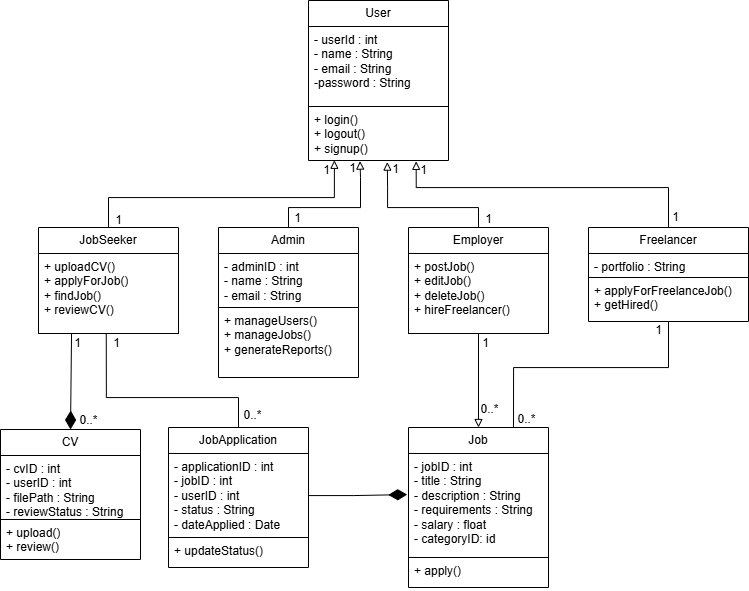 User
- userId : int
- name : String
- email : String
-password : String
+ login()
+ logout()
+ signup()
1
1
1
1
1
1
1
1
JobSeeker
+ uploadCV()
+ applyForJob()
+ findJob()
+ reviewCV()
Admin
- adminID : int
- name : String
- email : String
+ manageUsers()
+ manageJobs()
+ generateReports()
Employer
+ postJob()
+ editJob()
+ deleteJob()
+ hireFreelancer()
Freelancer
- portfolio : String
+ applyForFreelanceJob()
+ getHired()
1
1
1
1
0..*
0..*
0..*
0..*
CV
- cvID : int
- userID : int
- filePath : String
- reviewStatus : String
+ upload()
+ review()
JobApplication
- applicationID : int
- jobID : int
- userID : int
- status : String
- dateApplied : Date
+ updateStatus()
Job
- jobID : int
- title : String
- description : String
- requirements : String
- salary : float
- categoryID: id
+ apply()